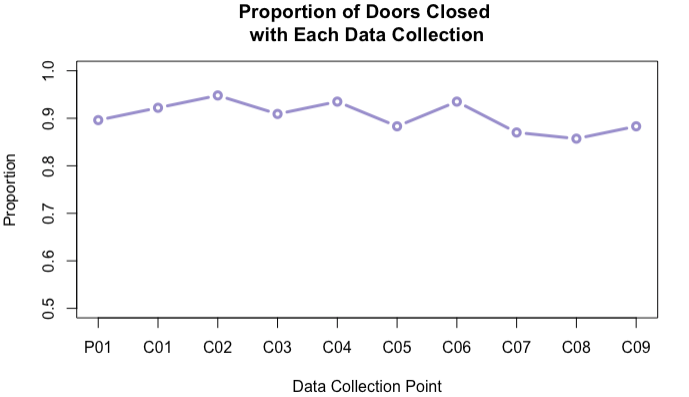 Proportion of Doors Closed
with Each Data Collection
Proportion
1.0
0.9
0.8
0.7
0.6
0.5
P01 C01 C02 C03 C04 C05 C06 C07 C08 C09
Data Collection Point